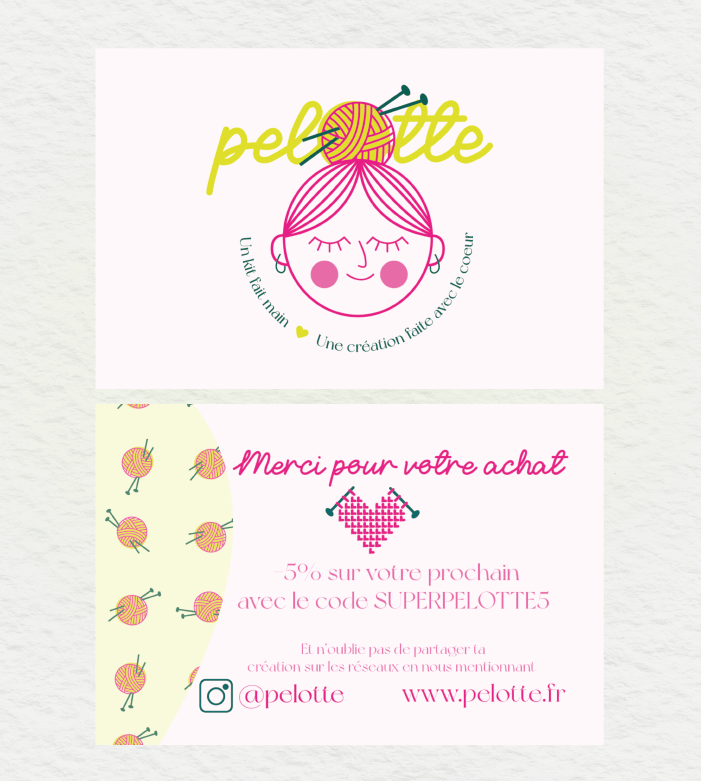 pelotte
Un kit fait main
Une création faite avec le coeur
Merci pour votre achat
-5% sur votre prochain
avec le code SUPERPELOTTE5
Et n'oublie pas de partager ta
création sur les réseaux en nous mentionnant
@pelotte
www.pelotte.fr